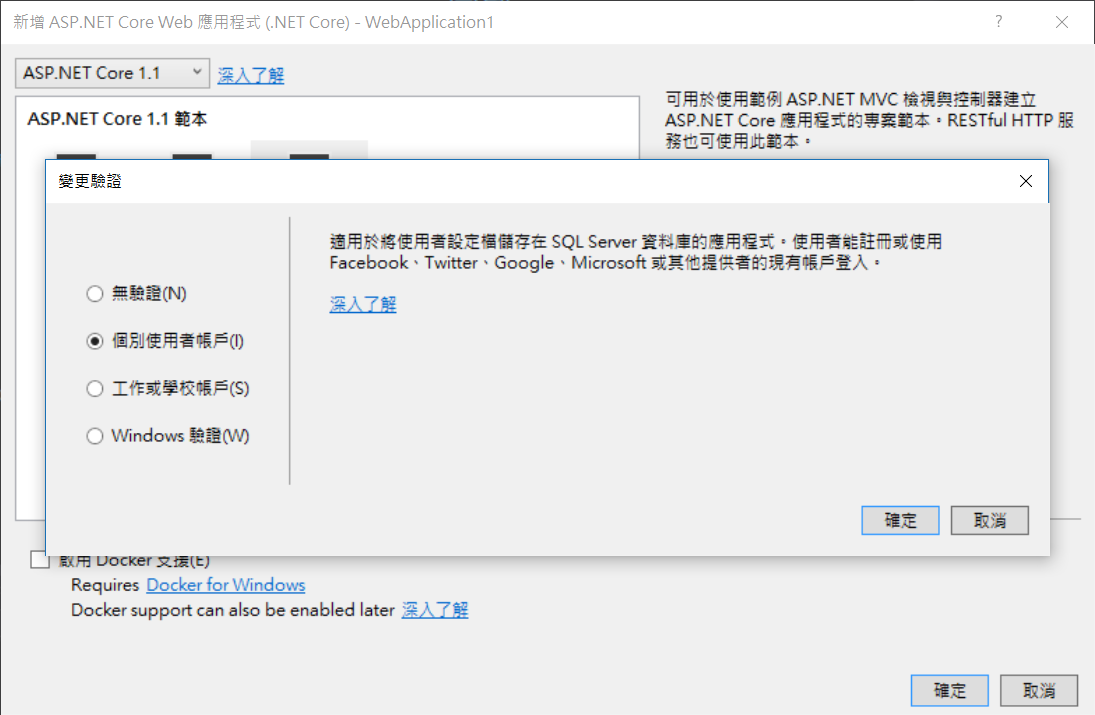 新增 ASP.NET Core Web 應用程式 (.NET Core) - WebApplication1
ASP.NET Core 1.1 深入了解
ASP.NET Core 1.1 範本
可用於使用範例 ASP.NET MVC 檢視與控制器建立
ASP.NET Core 應用程式的專案範本。RESTful HTTP 服
務也可使用此範本。
變更驗證
無驗證(N)
個別使用者帳戶(I)
工作或學校帳戶(S)
Windows 驗證(W)
適用於將使用者設定檔儲存在 SQL Server 資料庫的應用程式。使用者能註冊或使用
Facebook、Twitter、Google、Microsoft 或其他提供者的現有帳戶登入。
深入了解
確定 取消
啟用 Docker 支援(E)
Requires Docker for Windows
Docker support can also be enabled later 深入了解
確定 取消